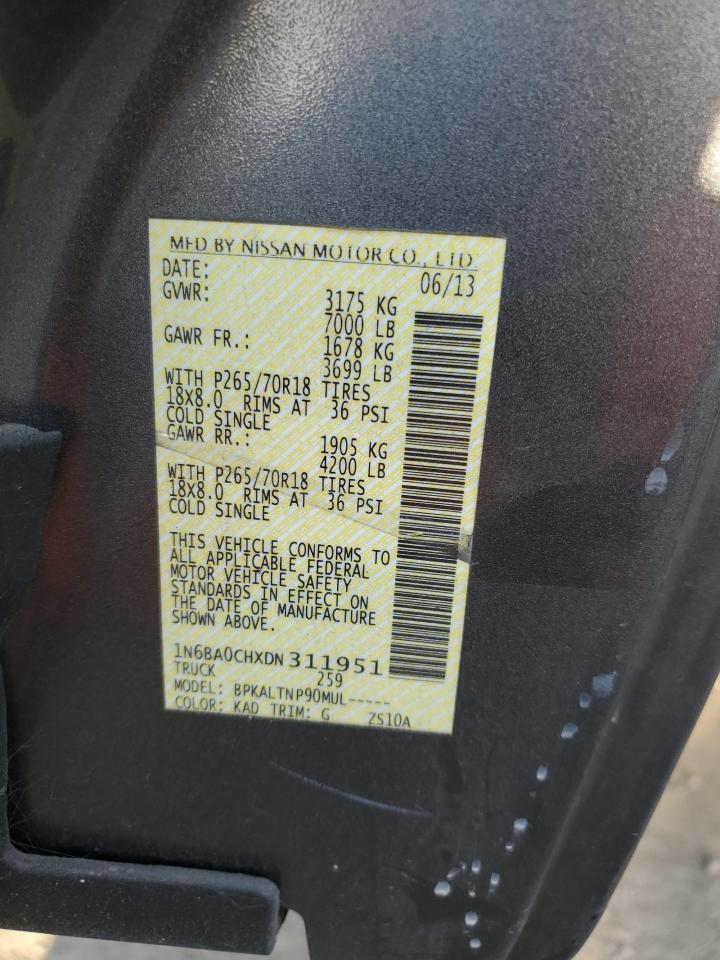 MFD BY NISSAN MOTOR CO., LTD
DATE: 06/13
GVWR: 3175 KG
7000 LB
GAWR FR.: 1678 KG
3699 LB
WITH P265/70R18 TIRES
18X8.0 RIMS AT 36 PSI
COLD SINGLE
GAWR RR.: 1905 KG
4200 LB
WITH P265/70R18 TIRES
18X8.0 RIMS AT 36 PSI
COLD SINGLE
THIS VEHICLE CONFORMS TO
ALL APPLICABLE FEDERAL
MOTOR VEHICLE SAFETY
STANDARDS IN EFFECT ON
THE DATE OF MANUFACTURE
SHOWN ABOVE.
1N6BA0CHXDN311951
TRUCK 259
MODEL: BPKALTNP90MUL-----
COLOR: KAD TRIM: G ZS10A